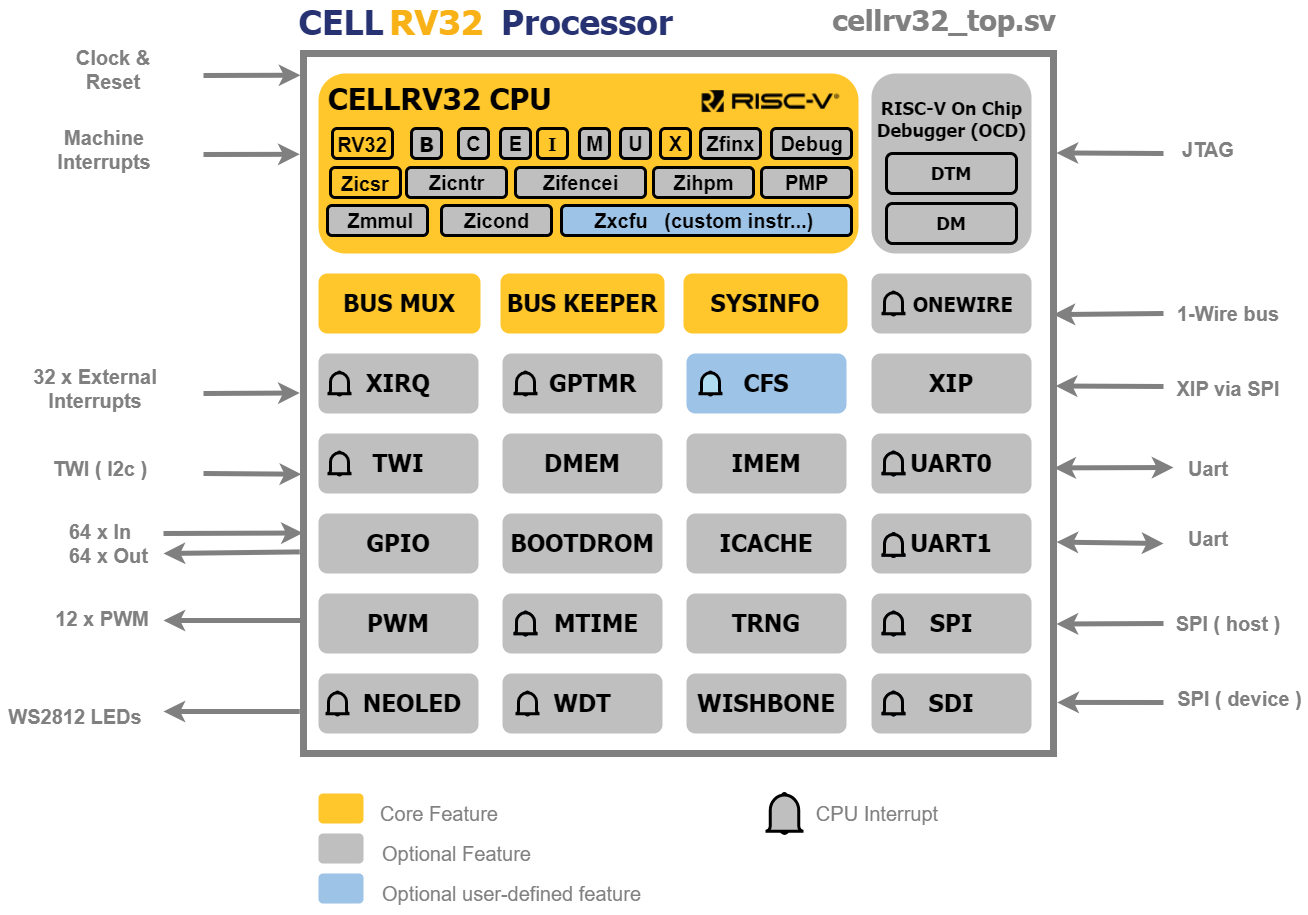 CELL RV32 Processor
cellrv32_top.sv
Clock &
Reset
Machine
Interrupts
CELLRV32 CPU
RISC-V®
RV32 B C E I M U X Zfinx Debug
Zicsr Zicntr Zifencei Zihpm PMP
Zmmul Zicond Zxcfu (custom instr...)
RISC-V On Chip
Debugger (OCD)
DTM
DM
JTAG
BUS MUX BUS KEEPER SYSINFO ONEWIRE
1-Wire bus
32 x External
Interrupts
XIRQ GPTMR CFS XIP
XIP via SPI
TWI ( I2c )
TWI DMEM IMEM UART0
Uart
64 x In
64 x Out
GPIO BOOTDROM ICACHE UART1
Uart
12 x PWM
PWM MTIME TRNG SPI
SPI ( host )
WS2812 LEDs
NEOLED WDT WISHBONE SDI
SPI ( device )
Core Feature
Optional Feature
Optional user-defined feature
CPU Interrupt